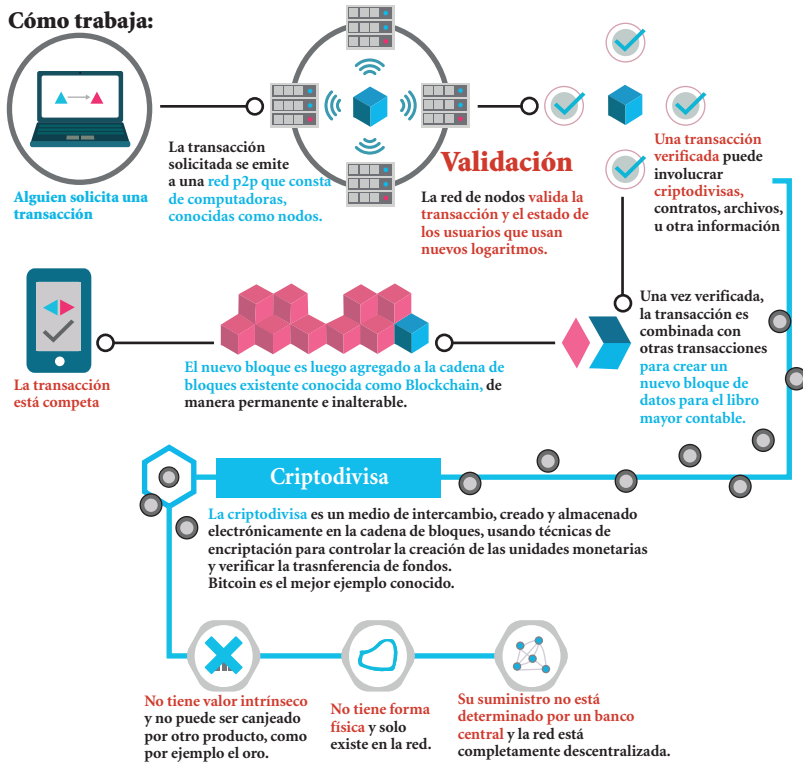 Cómo trabaja:
Alguien solicita una
transacción
La transacción
solicitada se emite
a una red p2p que consta
de computadoras,
conocidas como nodos.
Validación
La red de nodos valida la
transacción y el estado de
los usuarios que usan
nuevos logaritmos.
Una transacción
verificada puede
involucrar
criptodivisas,
contratos, archivos,
u otra información
Una vez verificada,
la transacción es
combinada con
otras transacciones
para crear un
nuevo bloque de
datos para el libro
mayor contable.
El nuevo bloque es luego agregado a la cadena de
bloques existente conocida como Blockchain, de
manera permanente e inalterable.
La transacción
está competa
Criptodivisa
La criptodivisa es un medio de intercambio, creado y almacenado
electrónicamente en la cadena de bloques, usando técnicas de
encriptación para controlar la creación de las unidades monetarias
y verificar la trasnferencia de fondos.
Bitcoin es el mejor ejemplo conocido.
No tiene valor intrínseco
y no puede ser canjeado
por otro producto, como
por ejemplo el oro.
No tiene forma
física y solo
existe en la red.
Su suministro no está
determinado por un banco
central y la red está
completamente descentralizada.